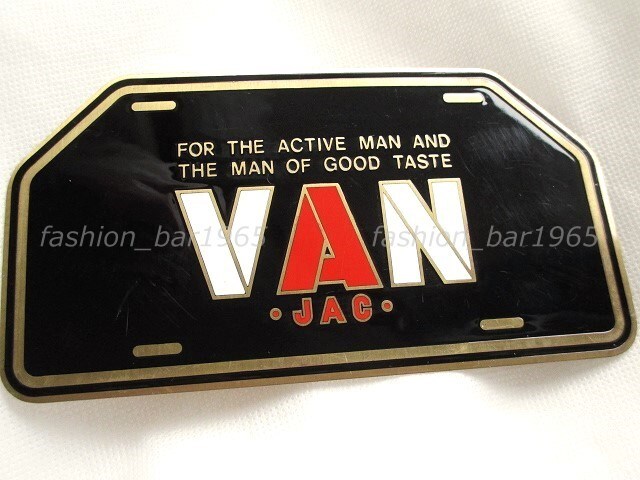 FOR THE ACTIVE MAN AND
THE MAN OF GOOD TASTE
VAN
fashion_bar1965 fashion_bar1965
· JAC ·